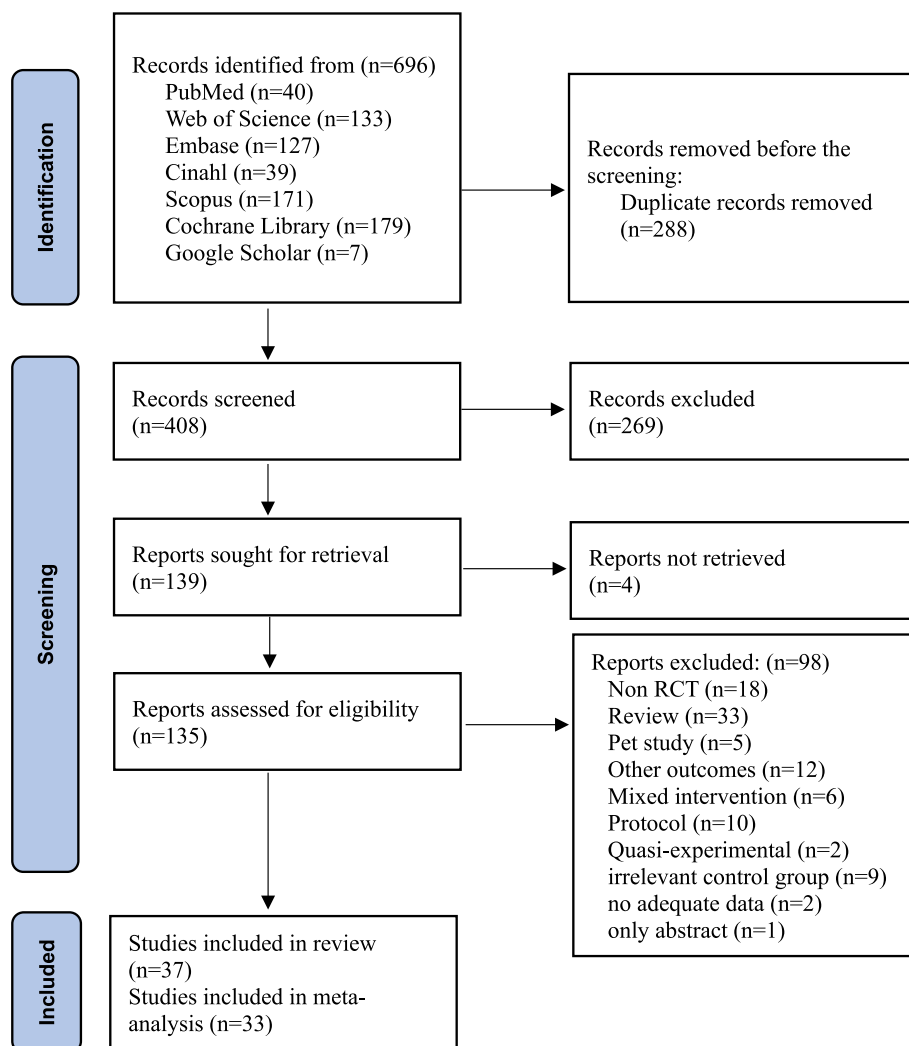 Identification
Records identified from (n=696)
PubMed (n=40)
Web of Science (n=133)
Embase (n=127)
Cinahl (n=39)
Scopus (n=171)
Cochrane Library (n=179)
Google Scholar (n=7)
Records removed before the
screening:
Duplicate records removed
(n=288)
Screening
Records screened
(n=408)
Records excluded
(n=269)
Reports sought for retrieval
(n=139)
Reports not retrieved
(n=4)
Reports assessed for eligibility
(n=135)
Reports excluded: (n=98)
Non RCT (n=18)
Review (n=33)
Pet study (n=5)
Other outcomes (n=12)
Mixed intervention (n=6)
Protocol (n=10)
Quasi-experimental (n=2)
irrelevant control group (n=9)
no adequate data (n=2)
only abstract (n=1)
Included
Studies included in review
(n=37)
Studies included in meta-
analysis (n=33)